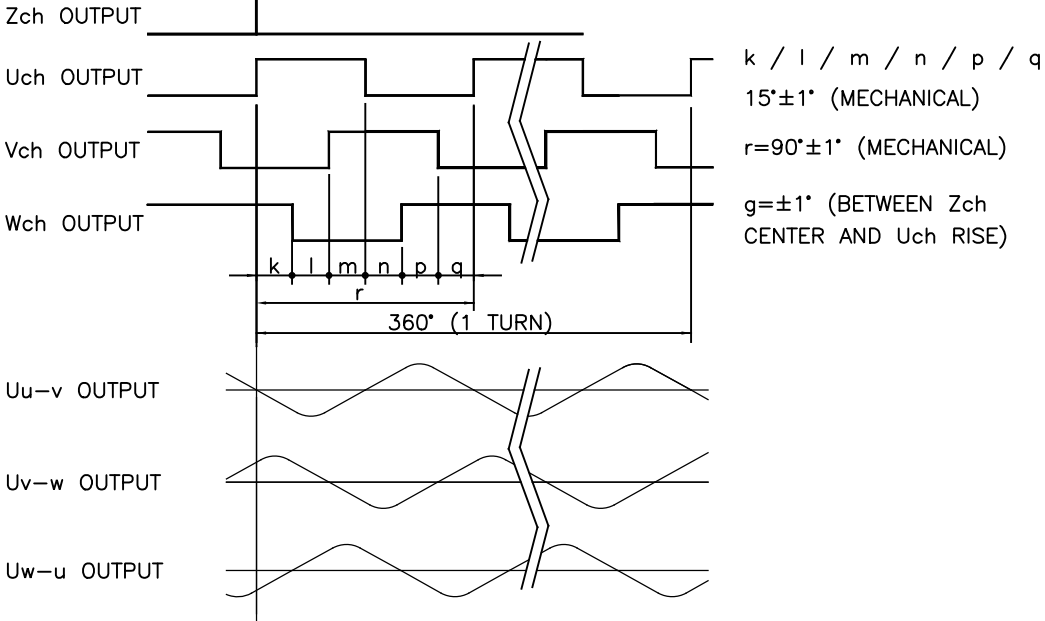 Zch OUTPUT
Uch OUTPUT
Vch OUTPUT
Wch OUTPUT
k / l / m / n / p / q
15°±1° (MECHANICAL)
r=90°±1° (MECHANICAL)
g=±1° (BETWEEN Zch
CENTER AND Uch RISE)
k l m n p q
r
360° (1 TURN)
Uu−v OUTPUT
Uv−w OUTPUT
Uw−u OUTPUT